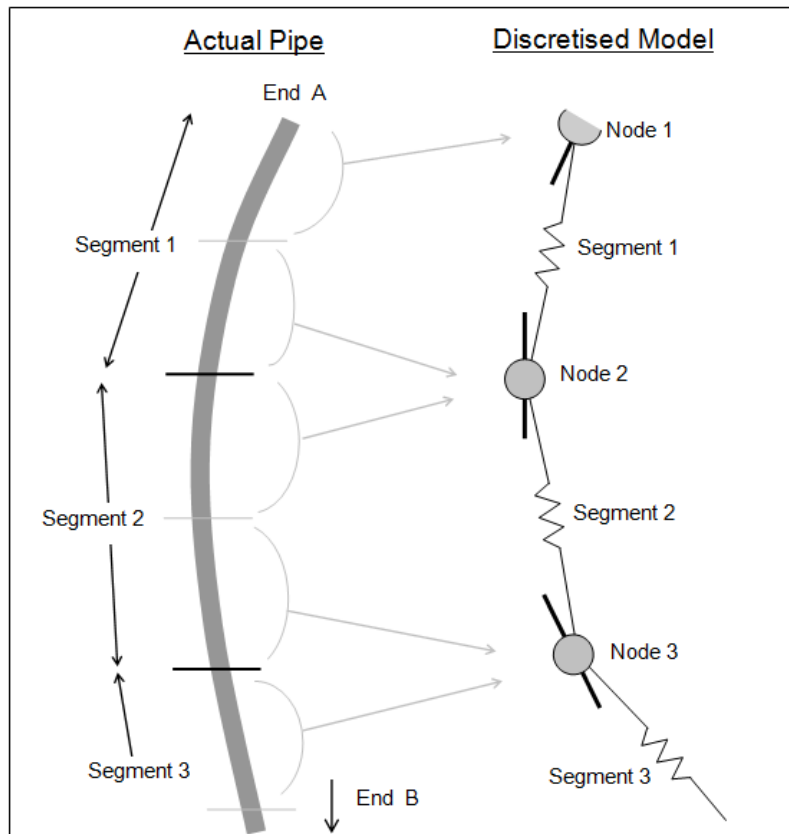 Actual Pipe
Discretised Model
End A
Node 1
Segment 1
Segment 1
Node 2
Segment 2
Segment 2
Node 3
Segment 3
Segment 3
End B